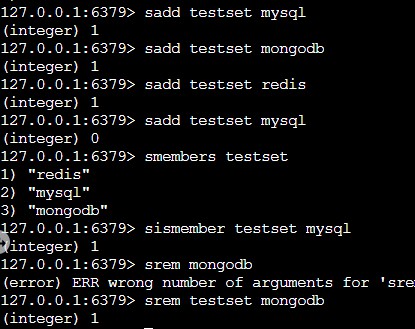 127.0.0.1:6379> sadd testset mysql
(integer) 1
127.0.0.1:6379> sadd testset mongodb
(integer) 1
127.0.0.1:6379> sadd testset redis
(integer) 1
127.0.0.1:6379> sadd testset mysql
(integer) 0
127.0.0.1:6379> smembers testset
1) "redis"
2) "mysql"
3) "mongodb"
127.0.0.1:6379> sismember testset mysql
(integer) 1
127.0.0.1:6379> srem mongodb
(error) ERR wrong number of arguments for 'sre
127.0.0.1:6379> srem testset mongodb
(integer) 1